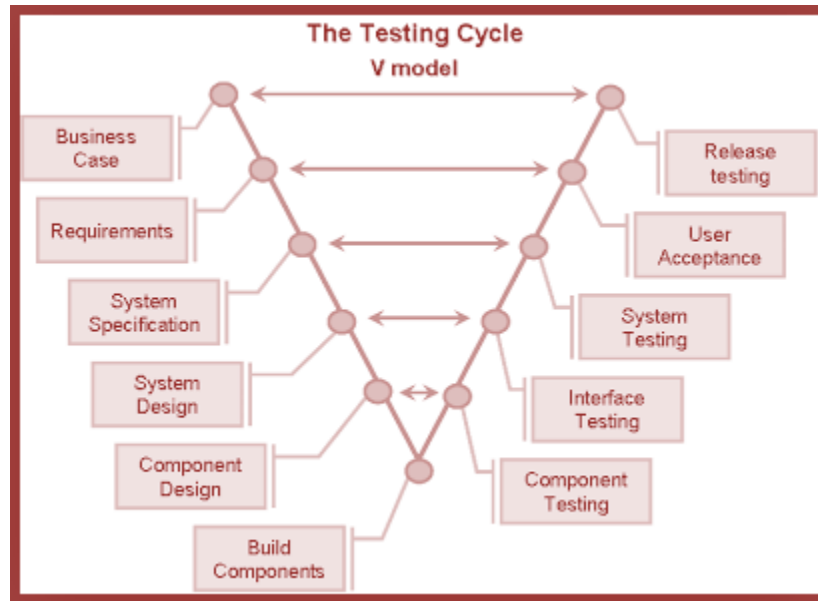 The Testing Cycle
V model
Business
Case
Requirements
System
Specification
System
Design
Component
Design
Build
Components
Release
testing
User
Acceptance
System
Testing
Interface
Testing
Component
Testing